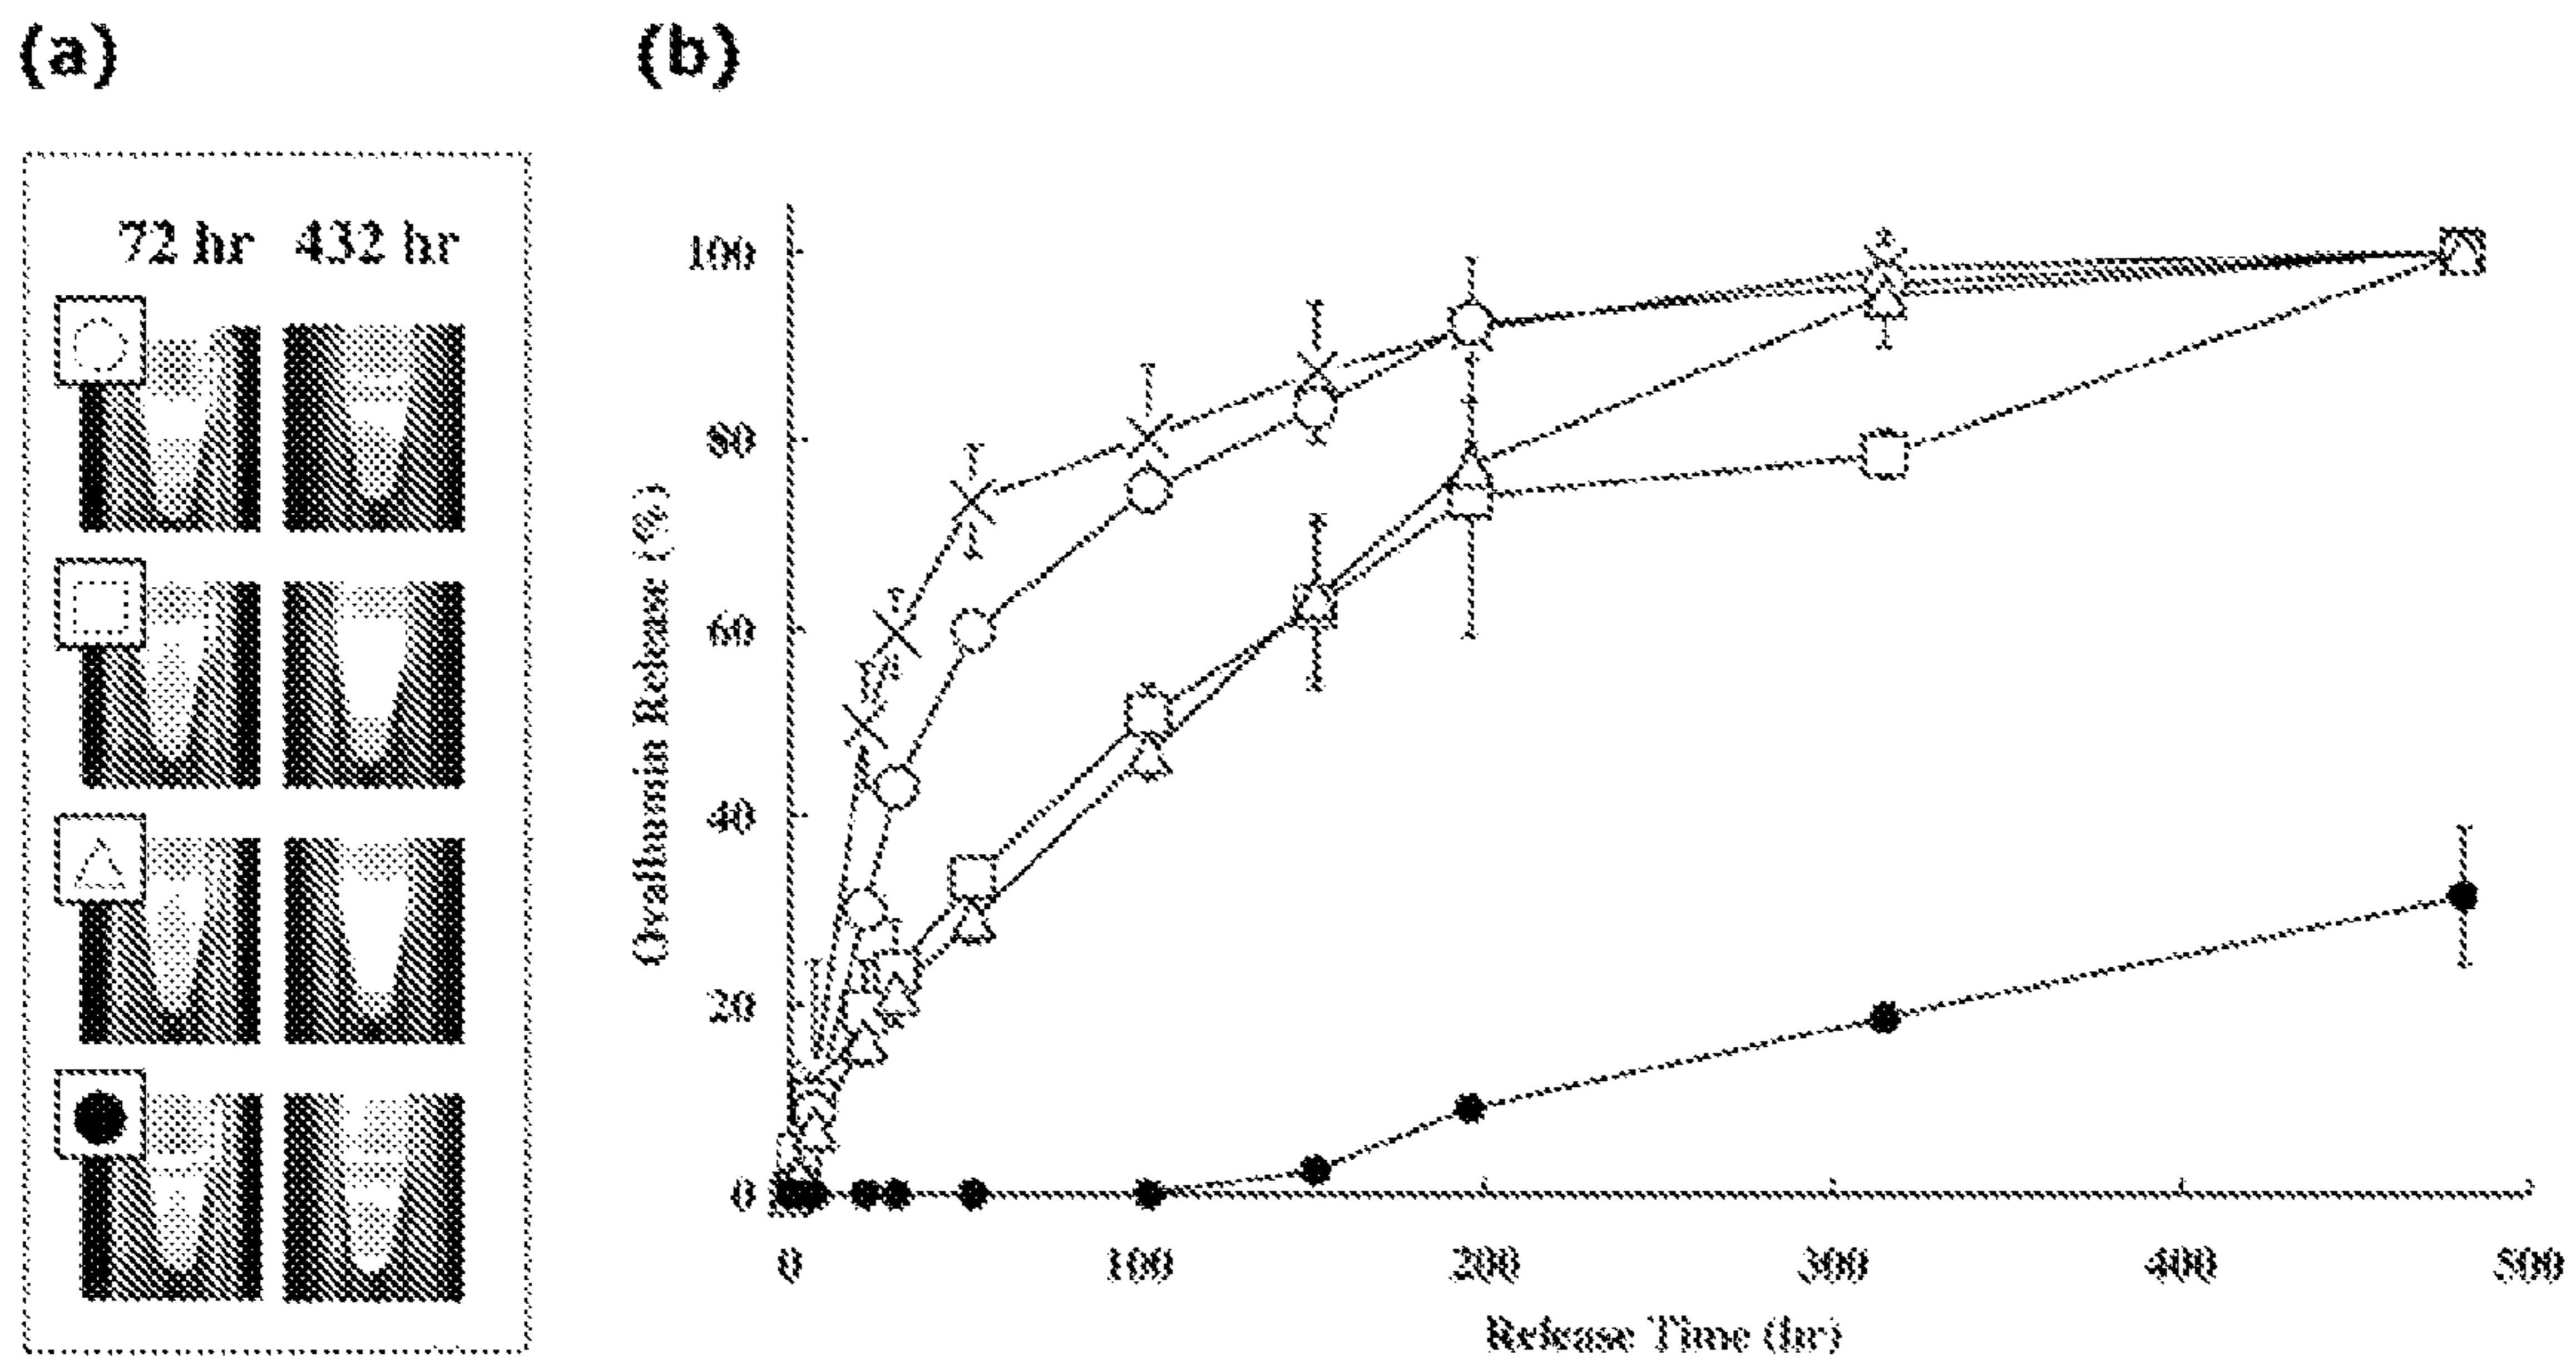 (a)
72 hr 432 hr
(b)
100
80
60
40
20
0
Ovalbumin Release (%)
0 100 200 300 400 500
Release Time (hr)